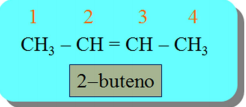 1 2 3 4
CH₃ – CH = CH – CH₃
2–buteno